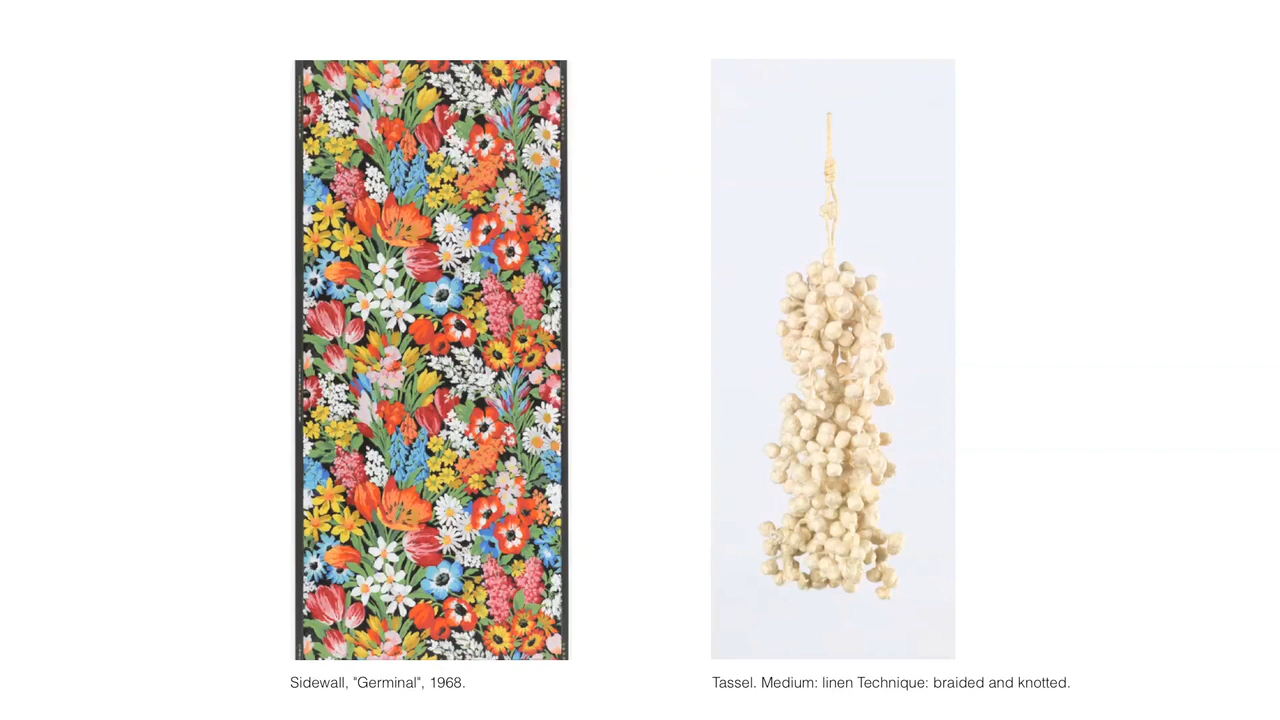 Sidewall, "Germinal", 1968.
Tassel. Medium: linen Technique: braided and knotted.